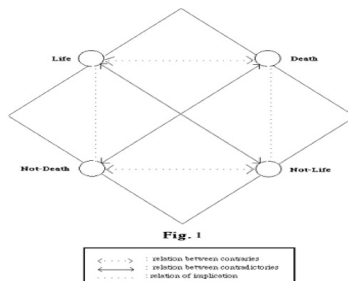 Life
Death
Not-Death
Not-Life
Fig. 1
: relation between contraries
: relation between contradictories
: relation of implication